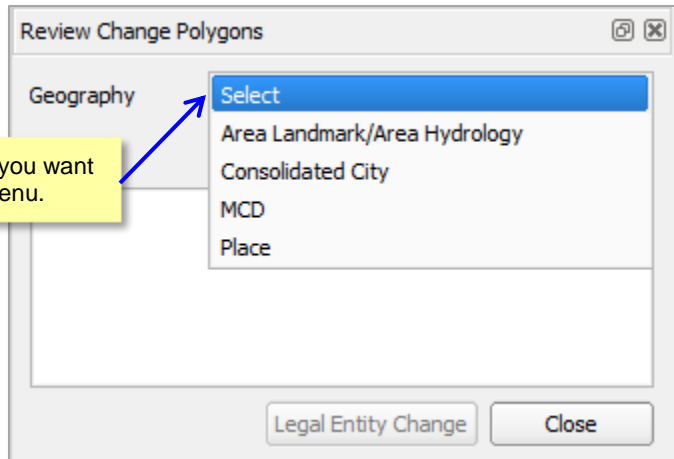 Review Change Polygons
Geography
Select
Area Landmark/Area Hydrology
Consolidated City
MCD
Place
you want
enu.
Legal Entity Change
Close